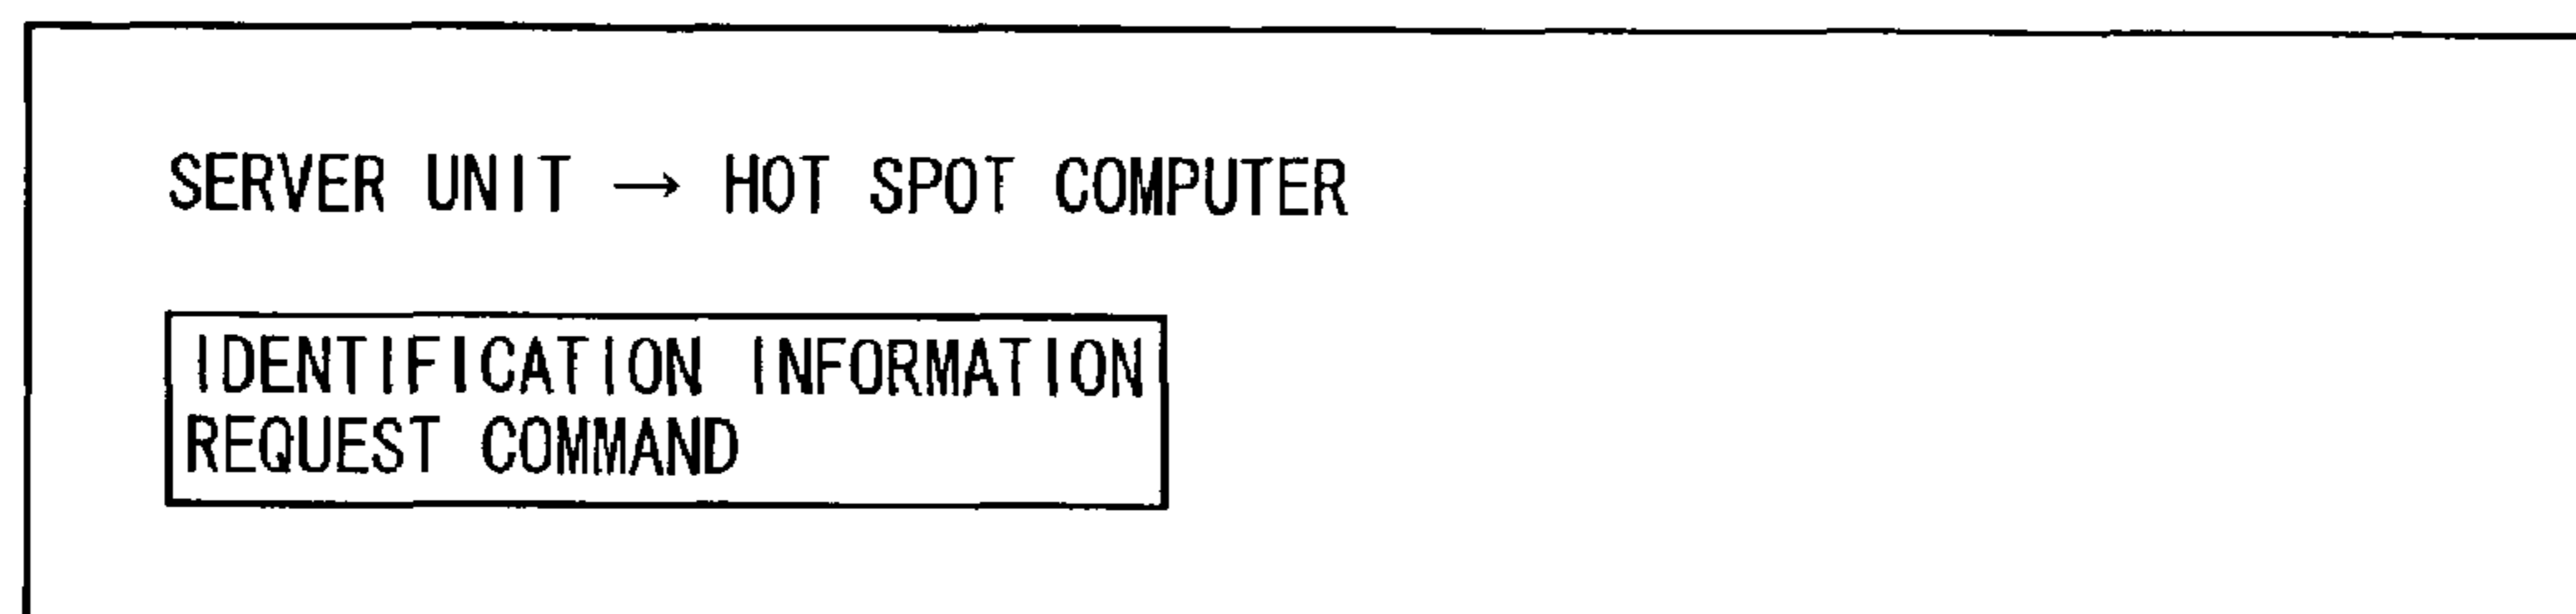 SERVER UNIT → HOT SPOT COMPUTER
IDENTIFICATION INFORMATION
REQUEST COMMAND